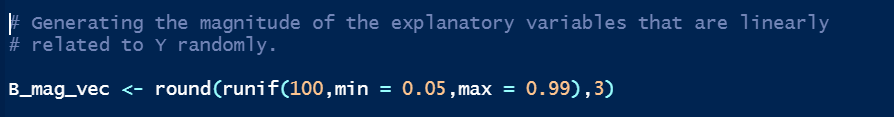 # Generating the magnitude of the explanatory variables that are linearly
# related to Y randomly.
B_mag_vec <- round(runif(100,min = 0.05,max = 0.99),3)